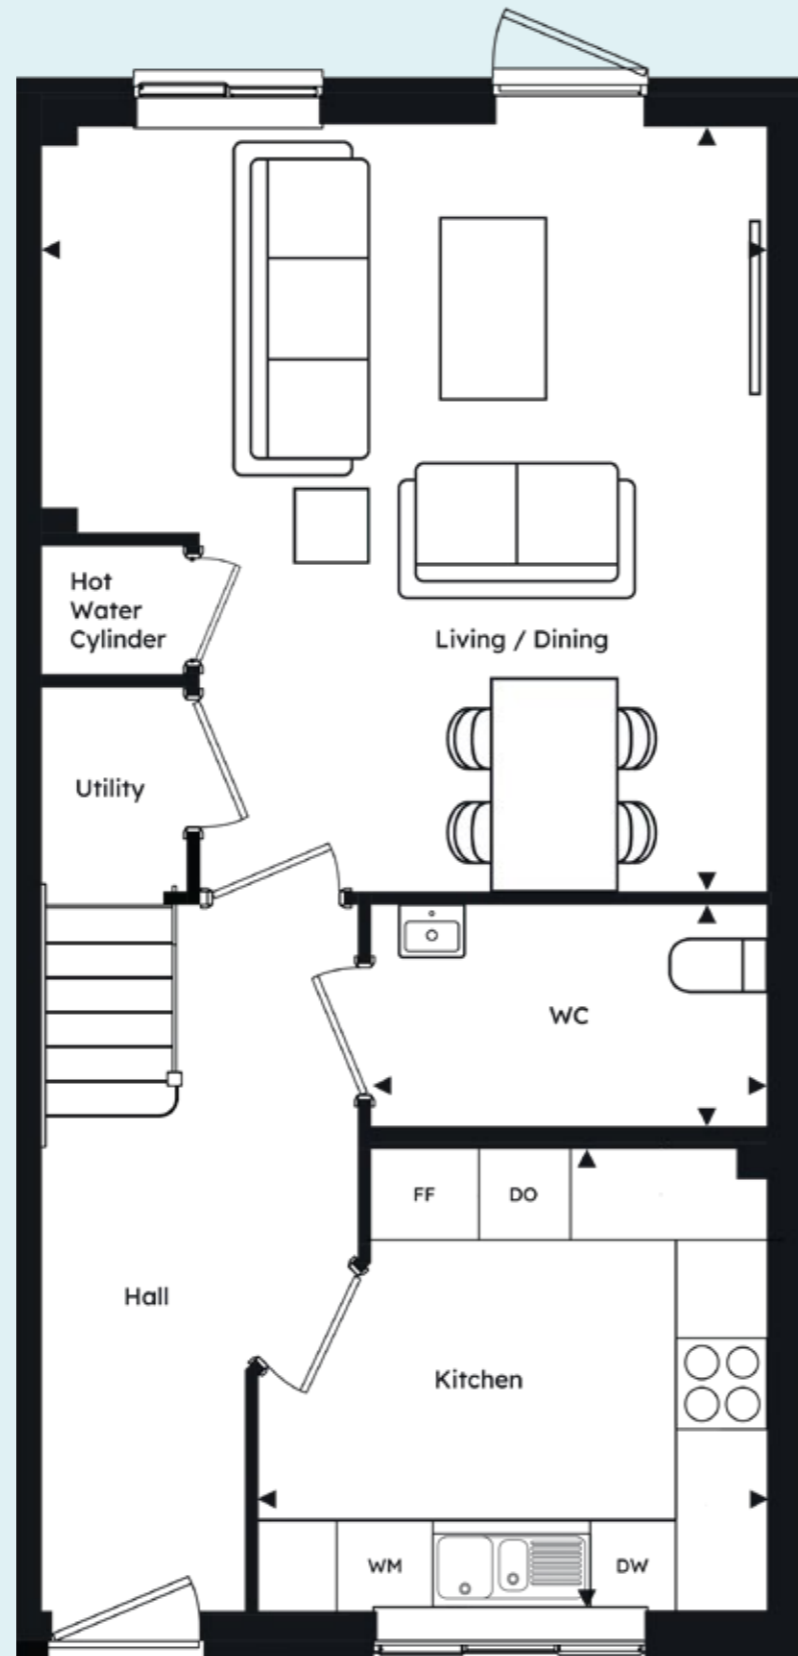 Hot
Water
Cylinder
Living / Dining
Utility
WC
FF
DO
Hall
Kitchen
WM
DW